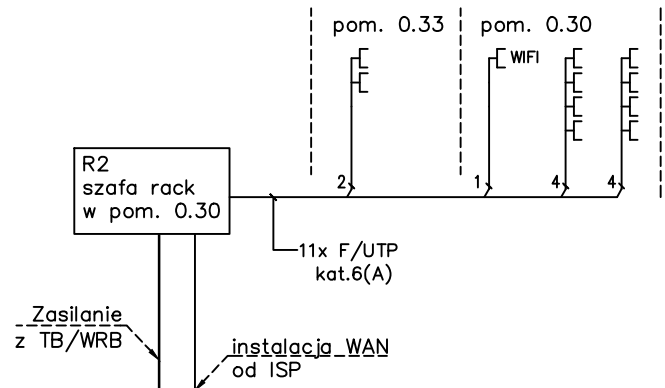 pom. 0.33
pom. 0.30
WIFI
2
1
4
4
R2
szafa rack
w pom. 0.30
11x F/UTP
kat.6(A)
Zasilanie
z TB/WRB
instalacja WAN
od ISP